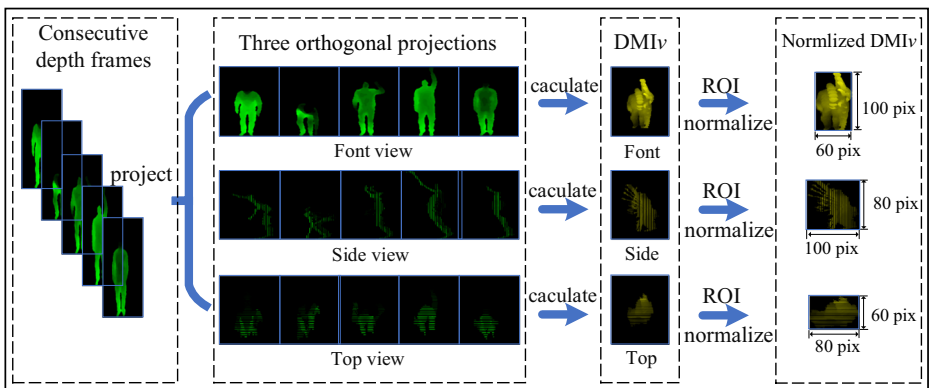 Consecutive
depth frames
project
Three orthogonal projections
Font view
Side view
Top view
caculate
caculate
caculate
DMIv
Font
Side
Top
ROI
normalize
ROI
normalize
ROI
normalize
Normlized DMIv
100 pix
60 pix
80 pix
100 pix
60 pix
80 pix